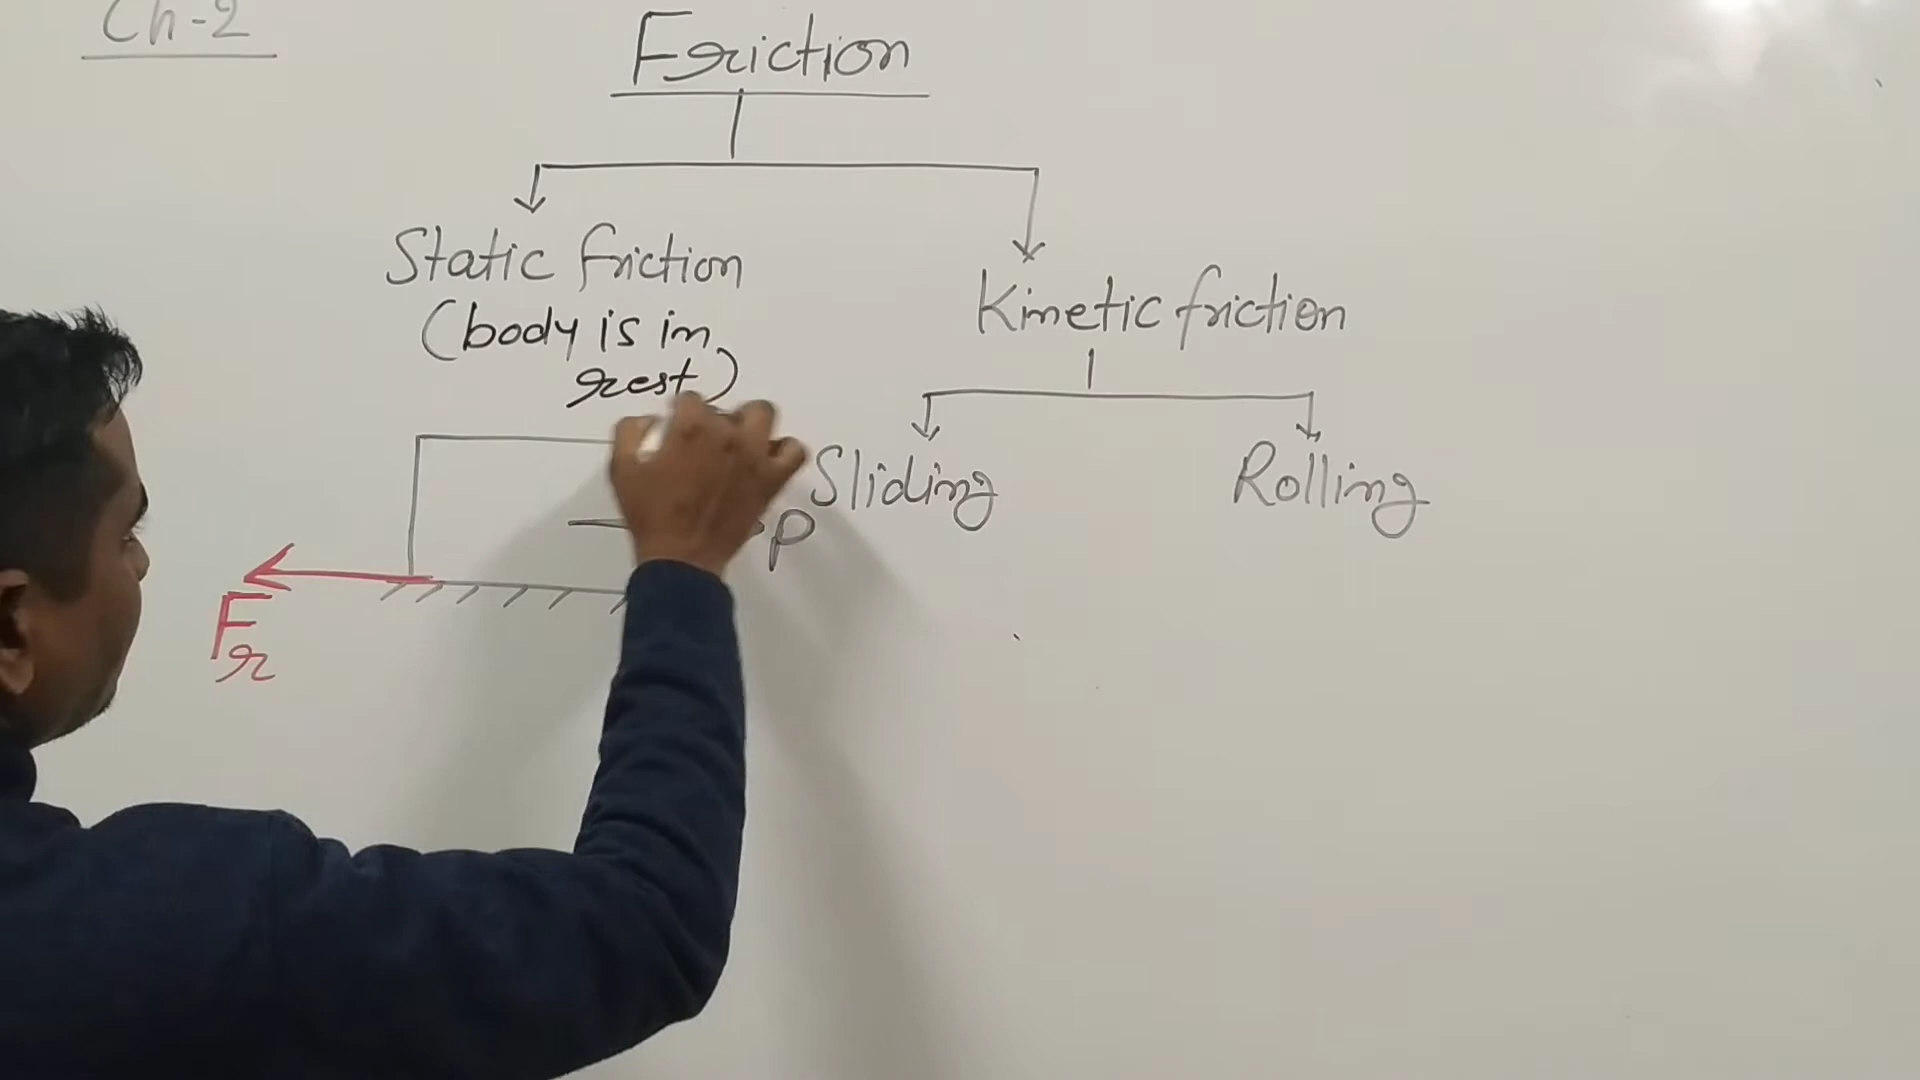 Ch-2
Friction
Static friction
(body is in
rest)
Kinetic friction
Sliding
Rolling
P
Fr